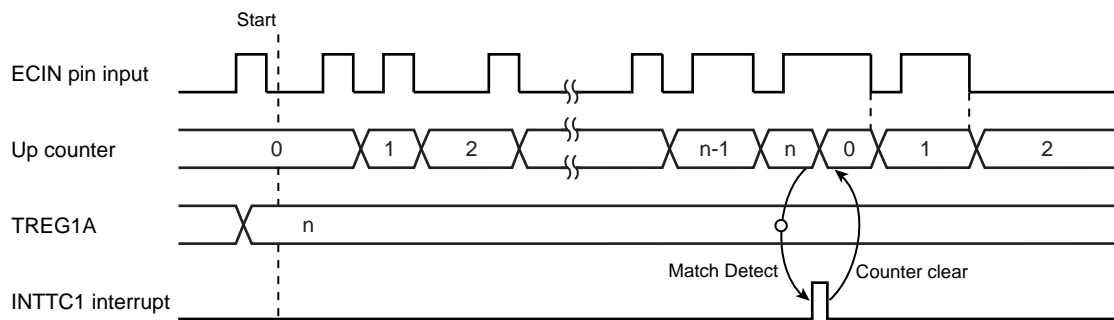 Start
ECIN pin input
Up counter
0
1
2
n-1
n
0
1
2
TREG1A
n
Match Detect
Counter clear
INTTC1 interrupt